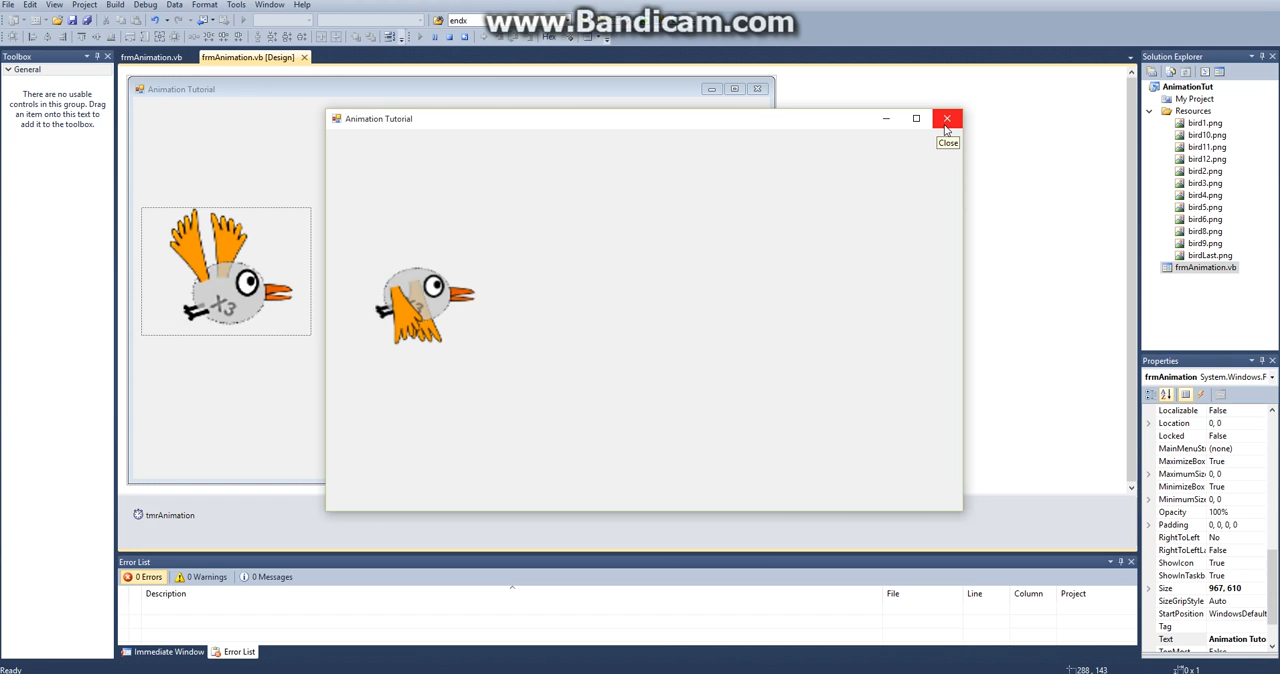 www.Bandicam.com
File Edit View Project Build Debug Data Format Tools Window Help
endx
Hex
Toolbox
General
There are no usable
controls in this group. Drag
an item onto this text to
add it to the toolbox.
frmAnimation.vb
frmAnimation.vb [Design]
Animation Tutorial
Animation Tutorial
Close
X3
tmrAnimation
Error List
0 Errors
0 Warnings
0 Messages
Description
File
Line
Column
Project
Immediate Window
Error List
Ready
288, 143
0 x 1
Solution Explorer
AnimationTut
My Project
Resources
bird1.png
bird10.png
bird11.png
bird12.png
bird2.png
bird3.png
bird4.png
bird5.png
bird6.png
bird8.png
bird9.png
birdLast.png
frmAnimation.vb
Properties
frmAnimation System.Windows.F
Localizable False
Location 0, 0
Locked False
MainMenuStr (none)
MaximizeBox True
MaximumSiz 0, 0
MinimizeBox True
MinimumSiz 0, 0
Opacity 100%
Padding 0, 0, 0, 0
RightToLeft No
RightToLeftLa False
ShowIcon True
ShowInTaskb True
Size 967, 610
SizeGripStyle Auto
StartPosition WindowsDefault
Tag
Text Animation Tuto
TopMost False